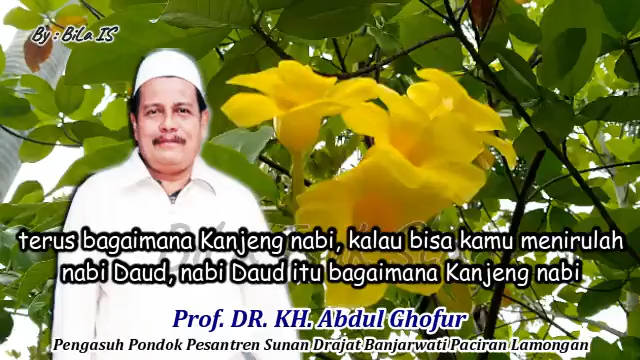 By : BiLa IS
terus bagaimana Kanjeng nabi, kalau bisa kamu menirulah
nabi Daud, nabi Daud itu bagaimana Kanjeng nabi
Prof. DR. KH. Abdul Ghofur
Pengasuh Pondok Pesantren Sunan Drajat Banjarwati Paciran Lamongan